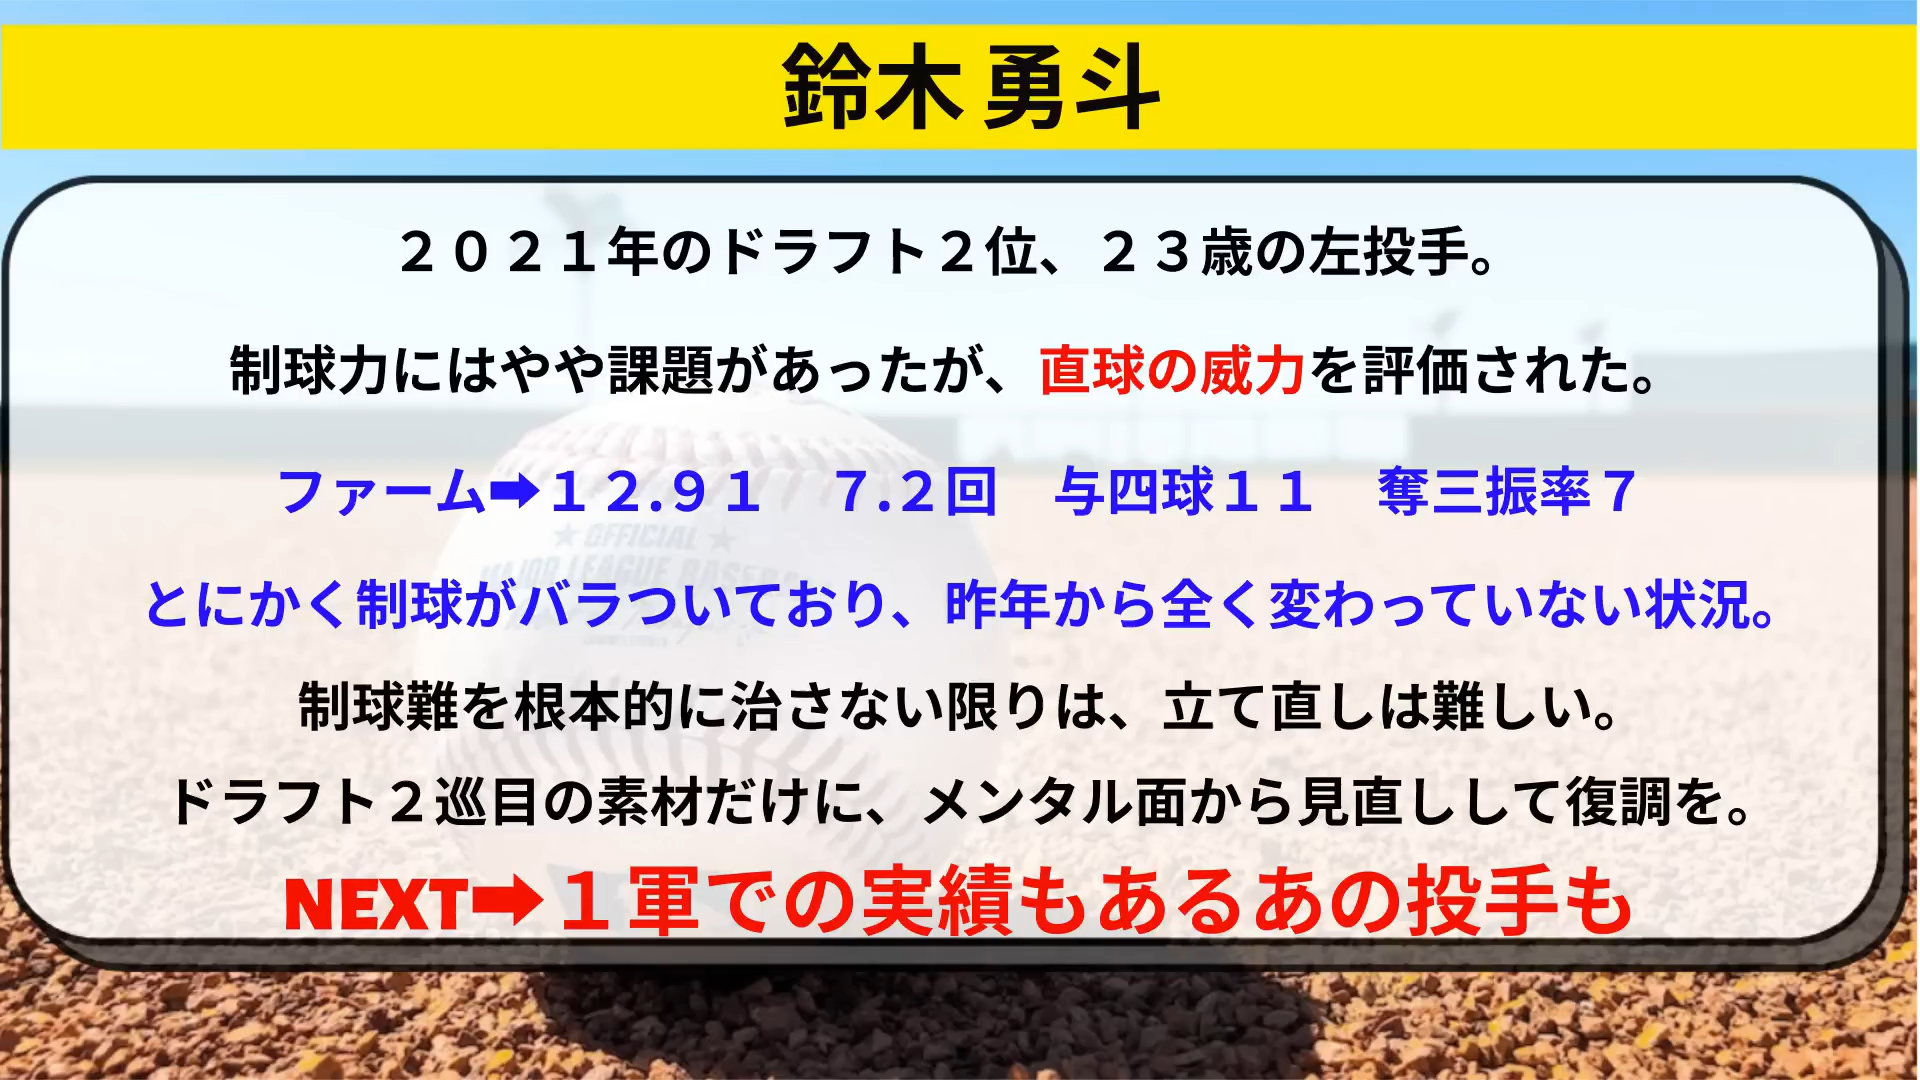 鈴木 勇斗
２０２１年のドラフト２位、２３歳の左投手。
制球力にはやや課題があったが、直球の威力を評価された。
ファーム➡１２.９１　７.２回　与四球１１　奪三振率７
とにかく制球がバラついており、昨年から全く変わっていない状況。
制球難を根本的に治さない限りは、立て直しは難しい。
ドラフト２巡目の素材だけに、メンタル面から見直しして復調を。
NEXT➡１軍での実績もあるあの投手も
★ OFFICIAL ★
MAJOR LEAGUE BASEBALL